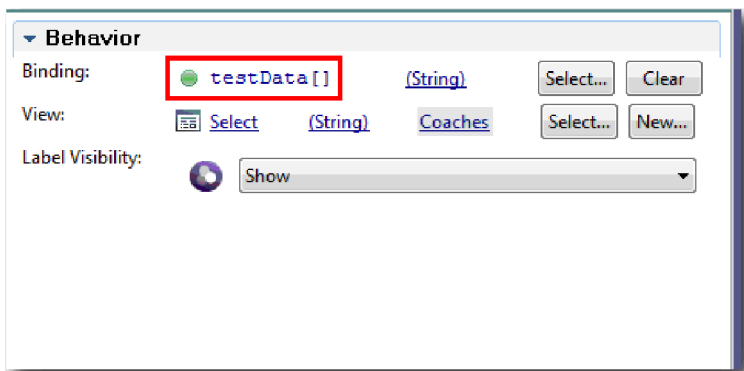 Behavior
Binding: testData[] (String) Select... Clear
View: Select (String) Coaches Select... New...
Label Visibility: Show